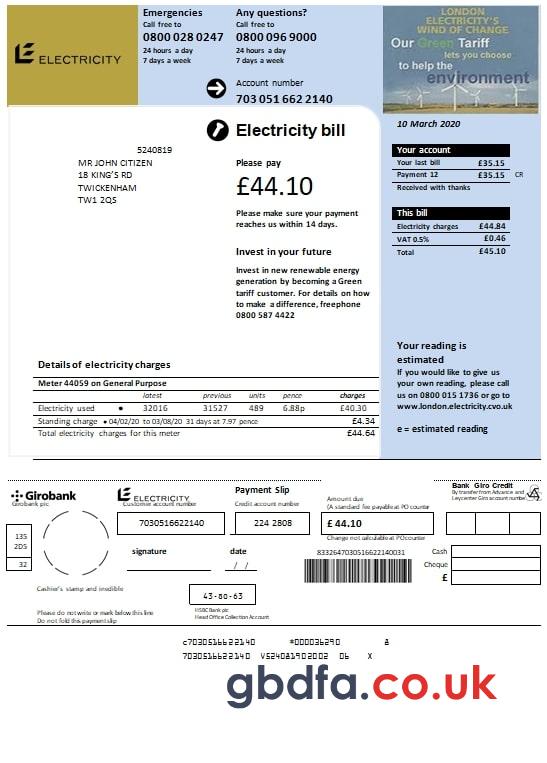 ELECTRICITY
Emergencies
Call free to
0800 028 0247
24 hours a day
7 days a week
Any questions?
Call free to
0800 096 9000
24 hours a day
7 days a week
Account number
703 051 662 2140
LONDON
ELECTRICITY'S
WIND OF CHANGE
Our Green Tariff
lets you choose
to help the
environment
10 March 2020
Electricity bill
5240819
MR JOHN CITIZEN
18 KING'S RD
TWICKENHAM
TW1 2QS
Please pay
£44.10
Please make sure your payment
reaches us within 14 days.
Invest in your future
Invest in new renewable energy
generation by becoming a Green
tariff customer. For details on how
to make a difference, freephone
0800 587 4422
Your account
Your last bill £35.15
Payment 12 £35.15 CR
Received with thanks
This bill
Electricity charges £44.84
VAT 0.5% £0.46
Total £45.10
Your reading is
estimated
If you would like to give us
your own reading, please call
us on 0800 015 1736 or go to
www.london.electricity.cvo.uk
e = estimated reading
Details of electricity charges
Meter 44059 on General Purpose
latest previous units pence charges
Electricity used • 32016 31527 489 6.88p £40.30
Standing charge • 04/02/20 to 03/08/20 31 days at 7.97 pence £4.34
Total electricity charges for this meter £44.64
Girobank
Girobank plc
ELECTRICITY
Customer account number
7030516622140
Payment Slip
Credit account number
224 2808
Amount due
(A standard fee payable at PO counter
£ 44.10
Change not calculable at PO counter
Bank Giro Credit
By transfer from Advance and
Leycenter Giro account number
135
2D5
32
signature
date
/ /
8332647030516622140031
Cash
Cheque
£
Cashier's stamp and inedible
43-80-63
HSBC Bank plc
Head Office Collection Account
Please do not write or mark below this line
Do not fold this payment slip
c7030516622140 *000036290 8
7030516622140 V524081902002 06 X
gbdfa.co.uk